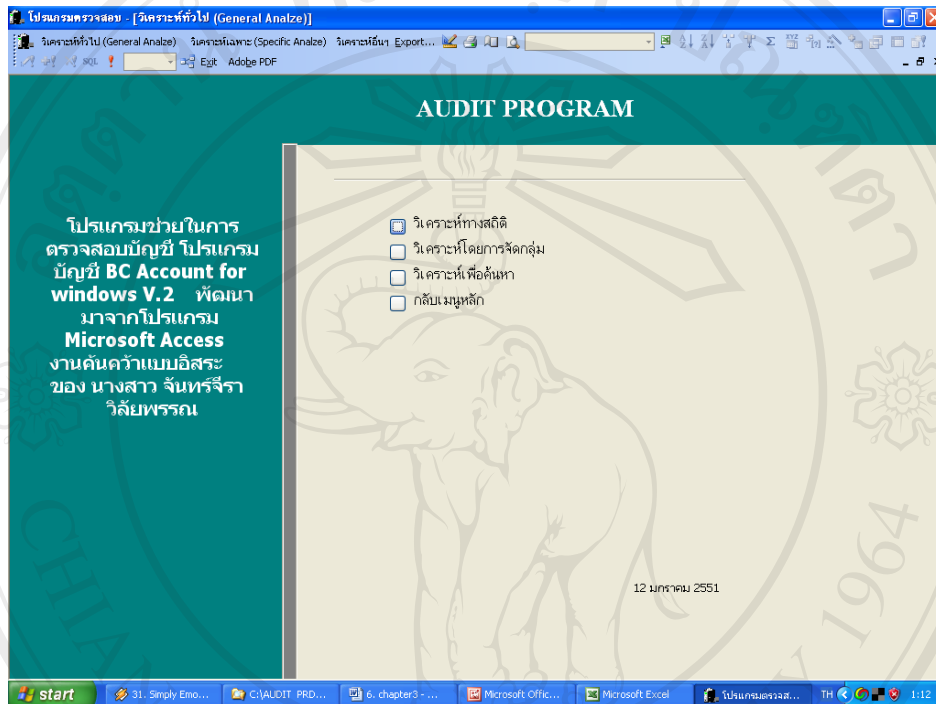 โปรแกรมตรวจสอบ - [วิเคราะห์ทั่วไป (General Analze)]
วิเคราะห์ทั่วไป (General Analze) วิเคราะห์เฉพาะ (Specific Analze) วิเคราะห์อื่นๆ Export...
SQL Exit Adobe PDF
AUDIT PROGRAM
โปรแกรมช่วยในการ
ตรวจสอบบัญชี โปรแกรม
บัญชี BC Account for
windows V.2 พัฒนา
มาจากโปรแกรม
Microsoft Access
งานค้นคว้าแบบอิสระ
ของ นางสาว จันทร์จีรา
วิลัยพรรณ
วิเคราะห์ทางสถิติ
วิเคราะห์โดยการจัดกลุ่ม
วิเคราะห์เพื่อค้นหา
กลับเมนูหลัก
12 มกราคม 2551
start 31. Simply Emo... C:\AUDIT PRD... 6. chapter3 - ... Microsoft Offic... Microsoft Excel โปรแกรมตรวจส... TH 1:12